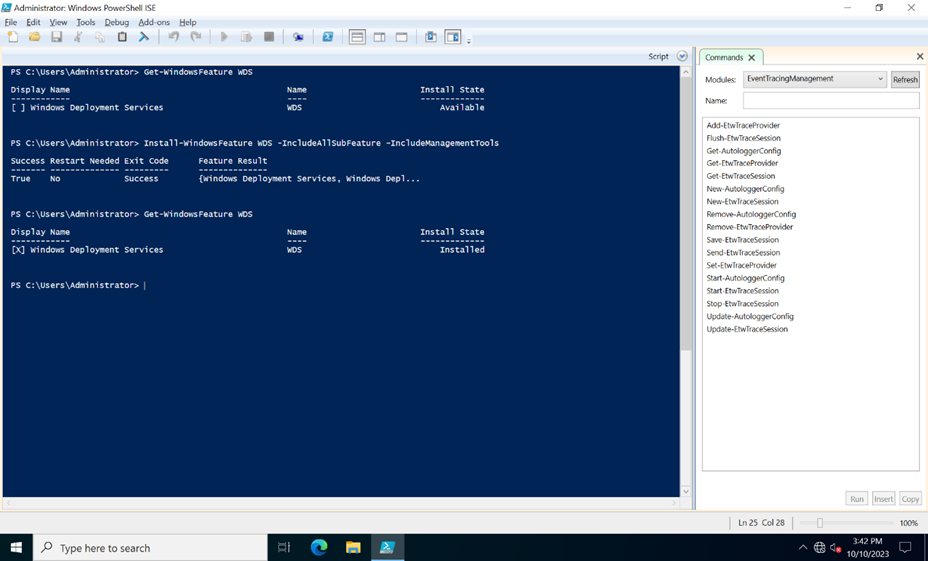 Administrator: Windows PowerShell ISE
File Edit View Tools Debug Add-ons Help
Script
PS C:\Users\Administrator> Get-WindowsFeature WDS
Display Name Name Install State
------------ ---- -------------
[ ] Windows Deployment Services WDS Available
PS C:\Users\Administrator> Install-WindowsFeature WDS -IncludeAllSubFeature -IncludeManagementTools
Success Restart Needed Exit Code Feature Result
------- -------------- --------- --------------
True No Success {Windows Deployment Services, Windows Depl...
PS C:\Users\Administrator> Get-WindowsFeature WDS
Display Name Name Install State
------------ ---- -------------
[X] Windows Deployment Services WDS Installed
PS C:\Users\Administrator>
Commands
Modules: EventTracingManagement Refresh
Name:
Add-EtwTraceProvider
Flush-EtwTraceSession
Get-AutologgerConfig
Get-EtwTraceProvider
Get-EtwTraceSession
New-AutologgerConfig
New-EtwTraceSession
Remove-AutologgerConfig
Remove-EtwTraceProvider
Save-EtwTraceSession
Send-EtwTraceSession
Set-EtwTraceProvider
Start-AutologgerConfig
Start-EtwTraceSession
Stop-EtwTraceSession
Update-AutologgerConfig
Update-EtwTraceSession
Run Insert Copy
Ln 25 Col 28 100%
Type here to search
3:42 PM
10/10/2023